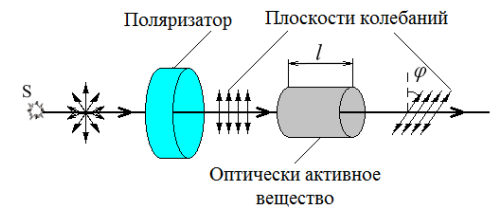 Поляризатор
Плоскости колебаний
S
l
φ
Оптически активное
вещество